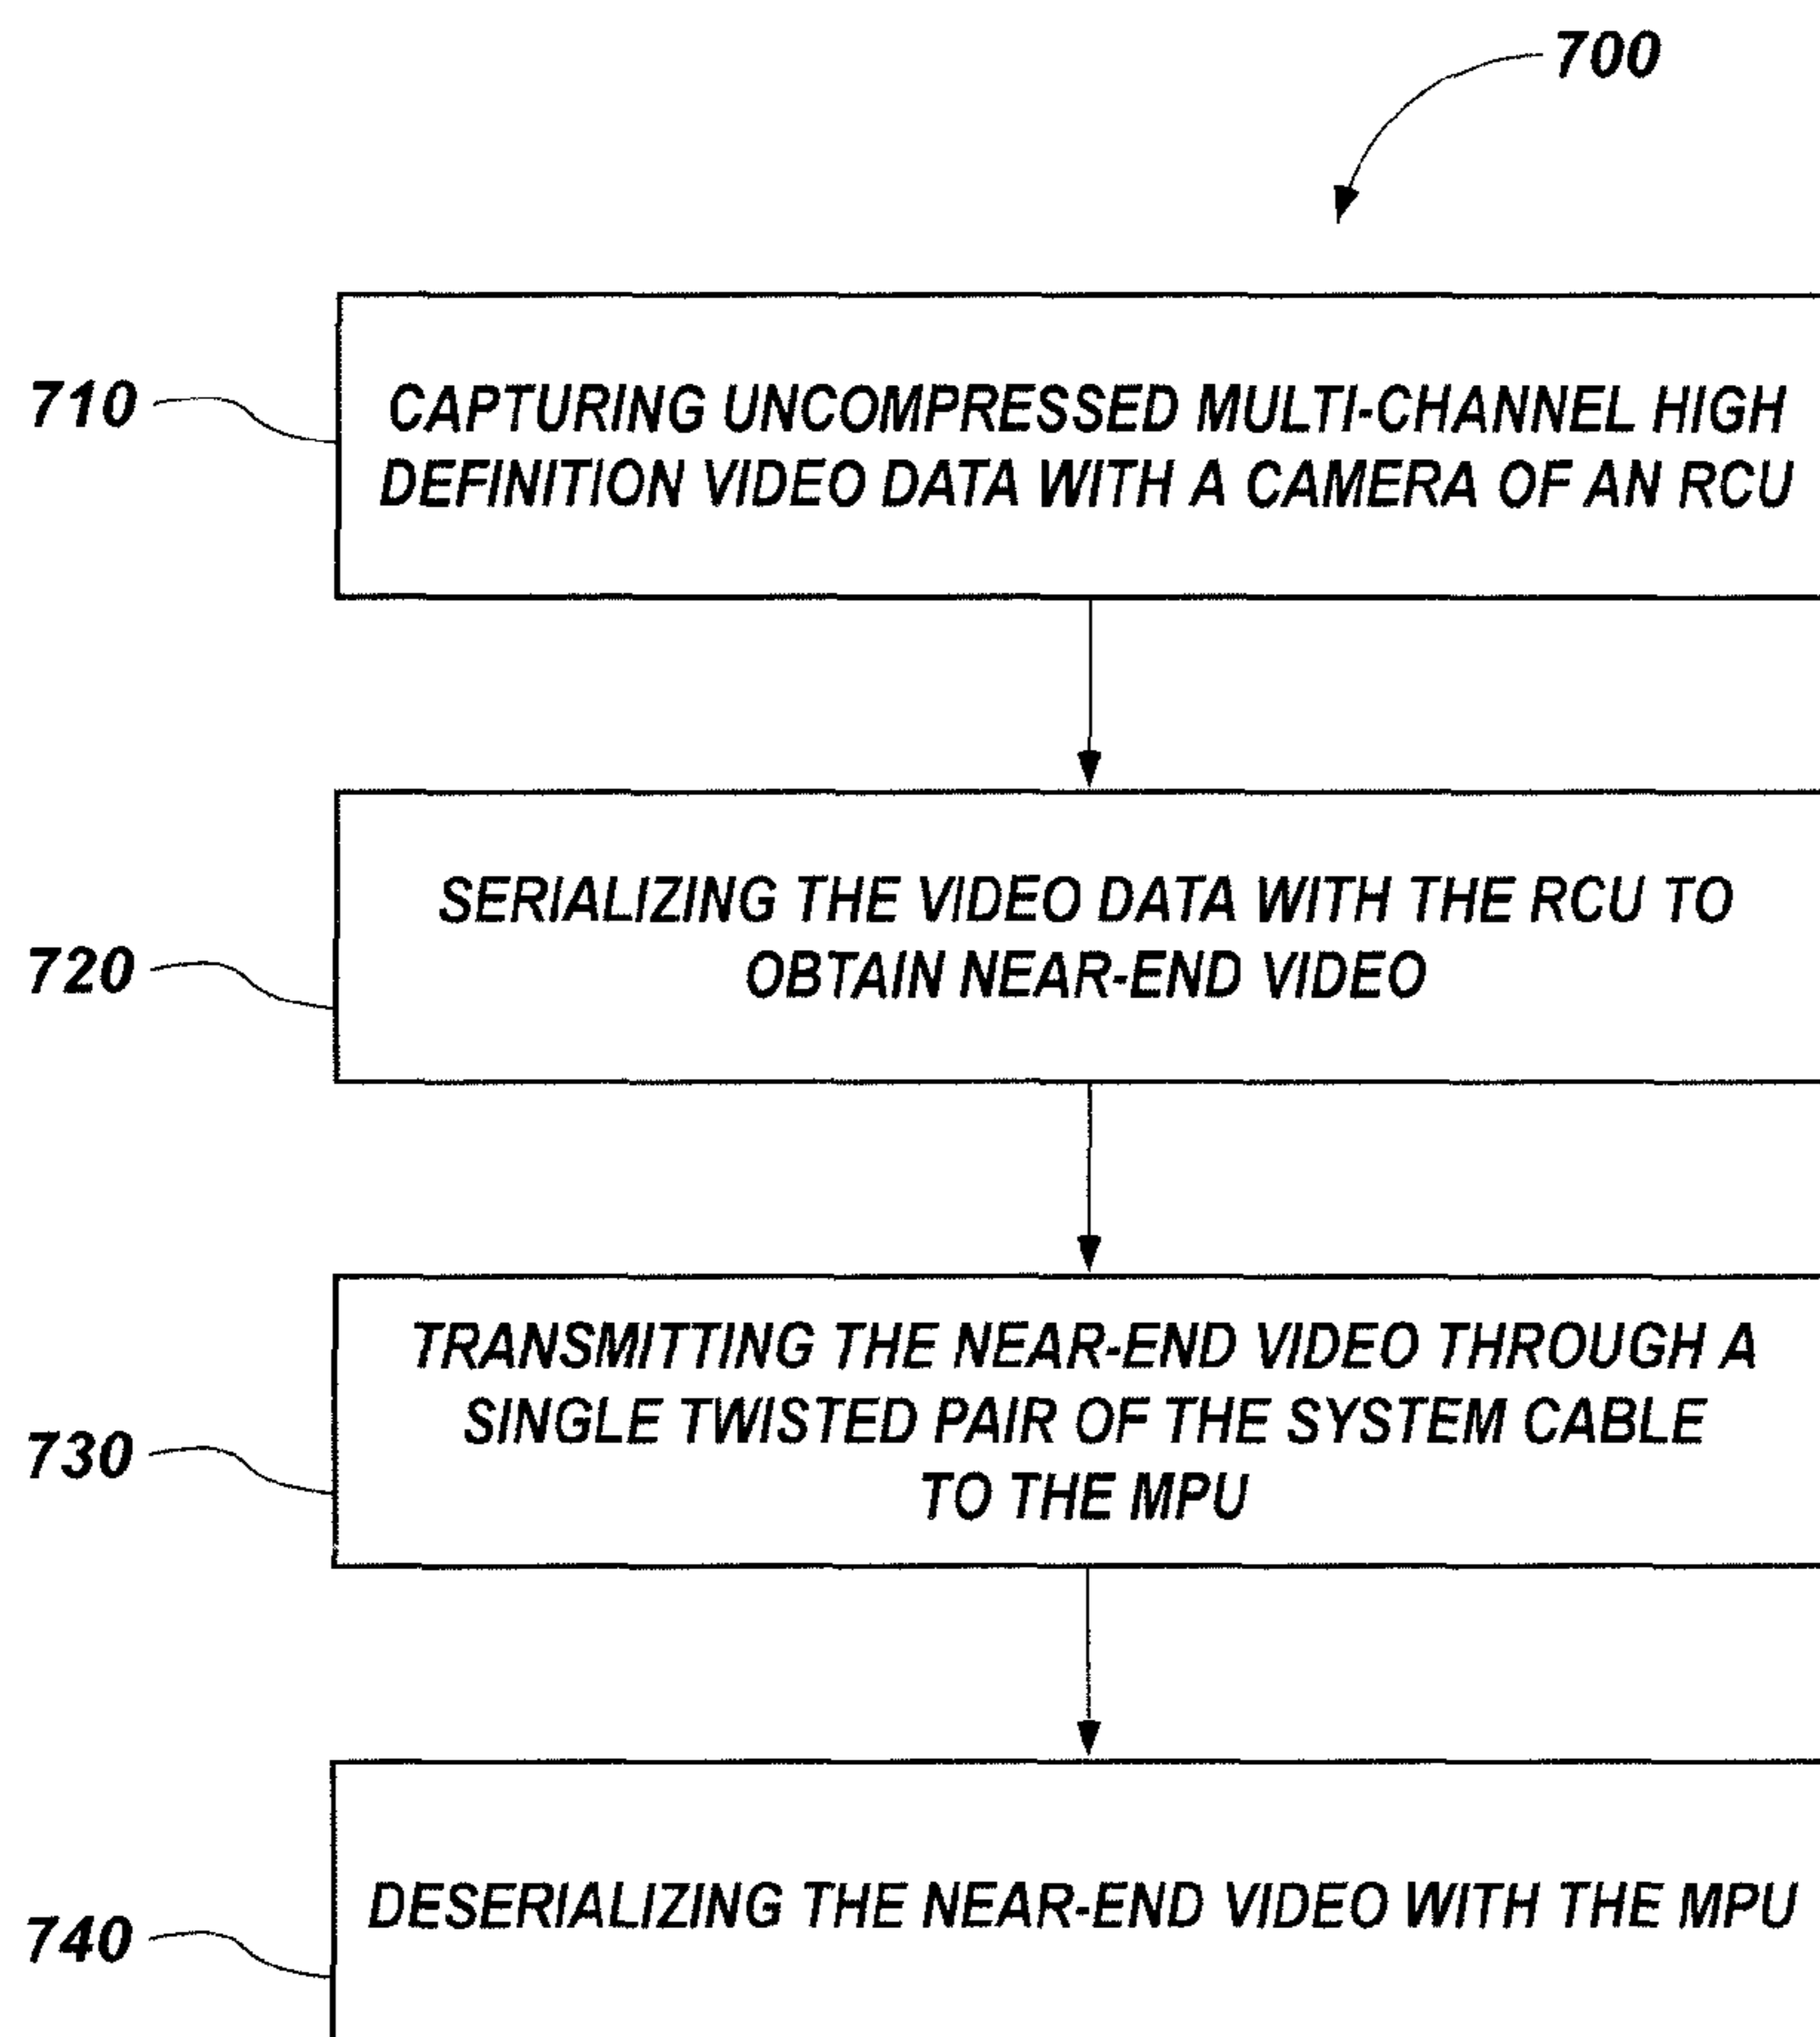 700
710
CAPTURING UNCOMPRESSED MULTI-CHANNEL HIGH
DEFINITION VIDEO DATA WITH A CAMERA OF AN RCU
720
SERIALIZING THE VIDEO DATA WITH THE RCU TO
OBTAIN NEAR-END VIDEO
730
TRANSMITTING THE NEAR-END VIDEO THROUGH A
SINGLE TWISTED PAIR OF THE SYSTEM CABLE
TO THE MPU
740
DESERIALIZING THE NEAR-END VIDEO WITH THE MPU